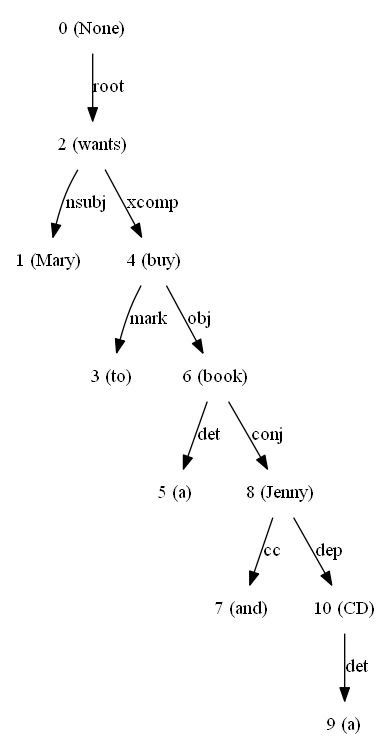 0 (None)
root
2 (wants)
nsubj xcomp
1 (Mary) 4 (buy)
mark obj
3 (to) 6 (book)
det conj
5 (a) 8 (Jenny)
cc dep
7 (and) 10 (CD)
det
9 (a)